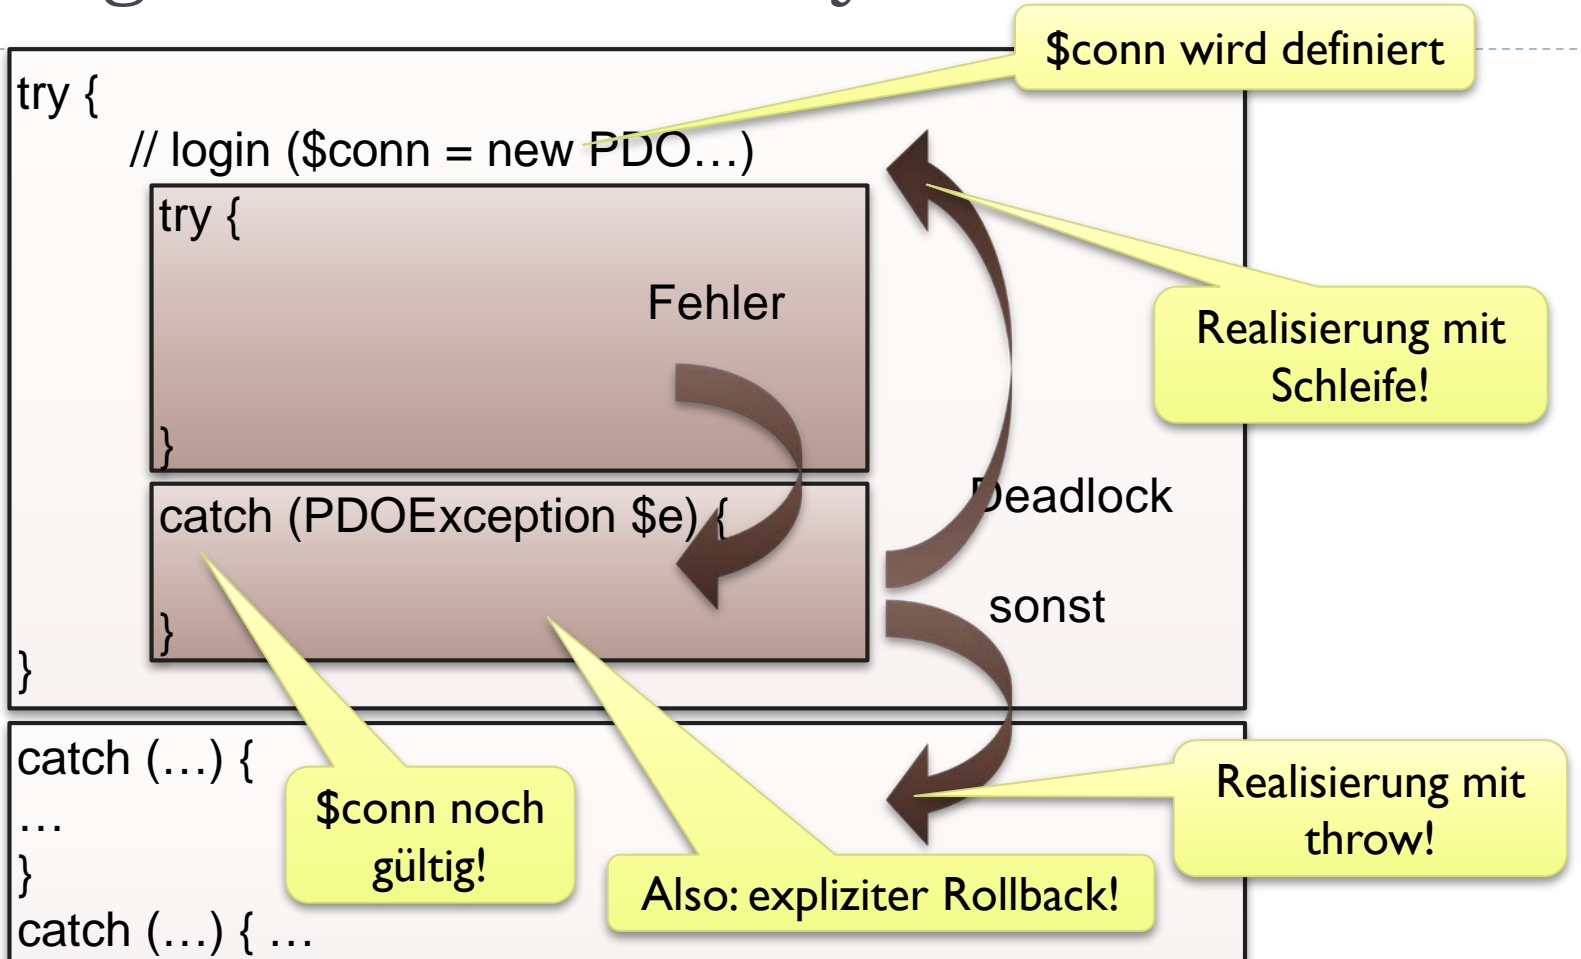 $conn wird definiert
try {
// login ($conn = new PDO…)
try {
Fehler
Realisierung mit
Schleife!
}
catch (PDOException $e) {
Deadlock
sonst
}
}
catch (…) {
…
}
catch (…) { …
$conn noch
gültig!
Also: expliziter Rollback!
Realisierung mit
throw!